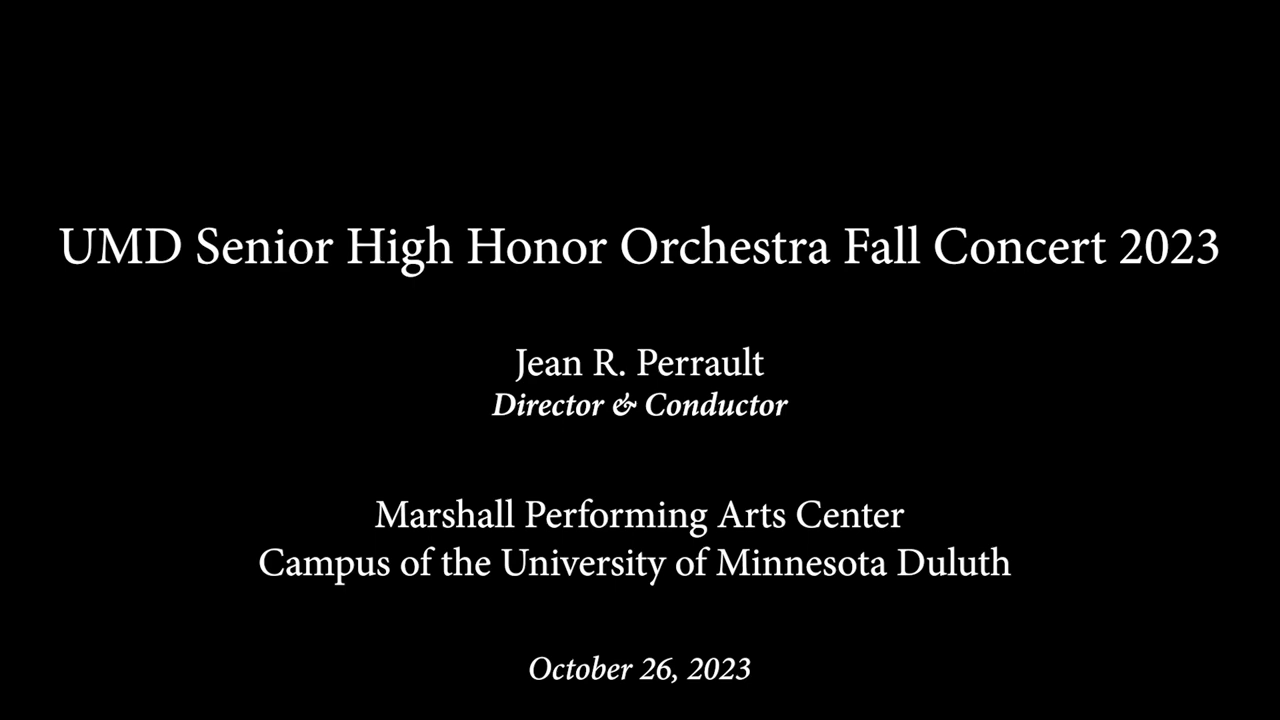 UMD Senior High Honor Orchestra Fall Concert 2023
Jean R. Perrault
Director & Conductor
Marshall Performing Arts Center
Campus of the University of Minnesota Duluth
October 26, 2023